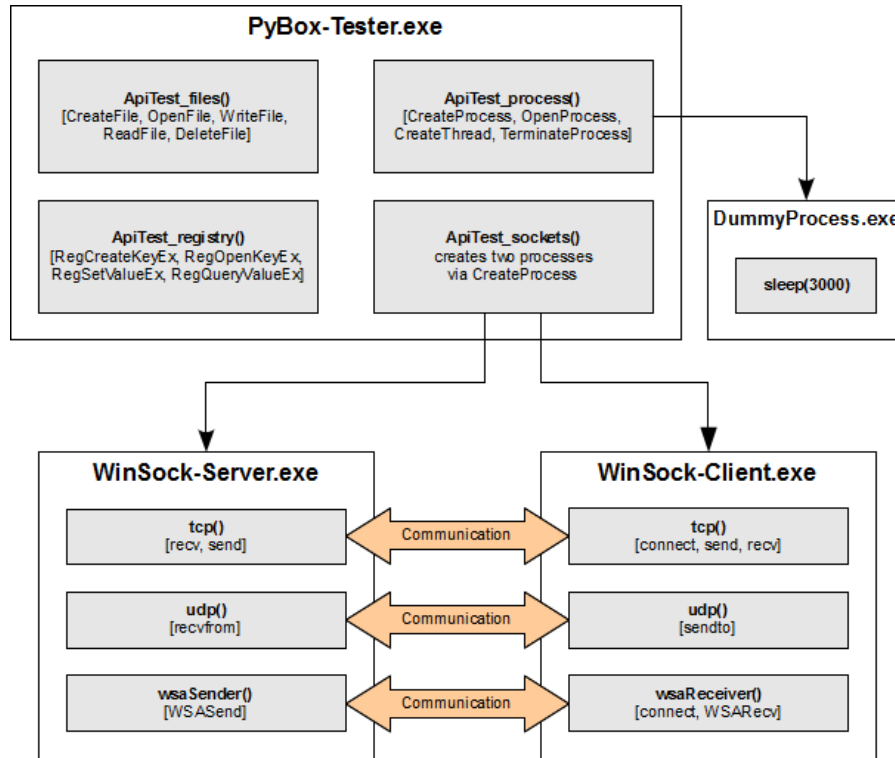 PyBox-Tester.exe
ApiTest_files()
[CreateFile, OpenFile, WriteFile,
ReadFile, DeleteFile]
ApiTest_process()
[CreateProcess, OpenProcess,
CreateThread, TerminateProcess]
ApiTest_registry()
[RegCreateKeyEx, RegOpenKeyEx,
RegSetValueEx, RegQueryValueEx]
ApiTest_sockets()
creates two processes
via CreateProcess
DummyProcess.exe
sleep(3000)
WinSock-Server.exe
WinSock-Client.exe
tcp()
[recv, send]
Communication
tcp()
[connect, send, recv]
udp()
[recvfrom]
Communication
udp()
[sendto]
wsaSender()
[WSASend]
Communication
wsaReceiver()
[connect, WSARecv]